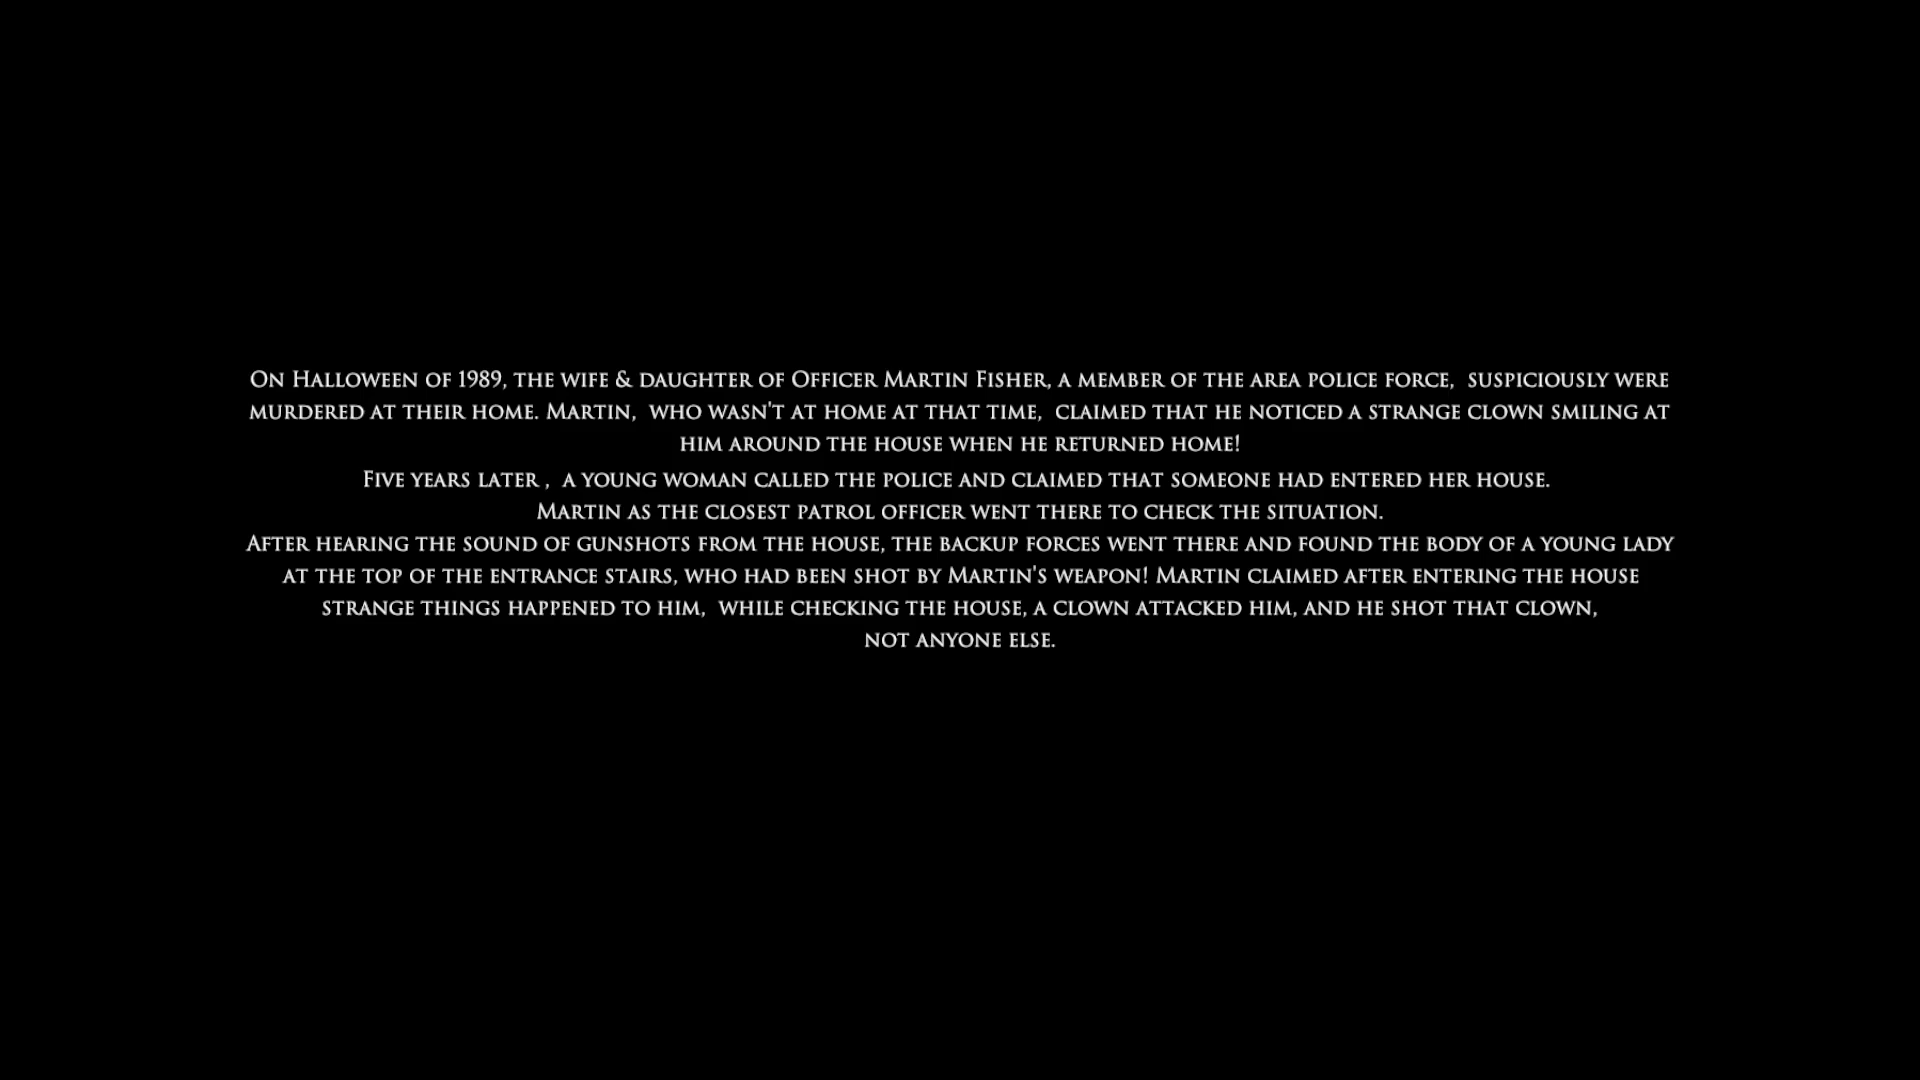 On Halloween of 1989, the wife & daughter of Officer Martin Fisher, a member of the area police force,  suspiciously were
murdered at their home. Martin,  who wasn't at home at that time,  claimed that he noticed a strange clown smiling at
him around the house when he returned home!
Five years later ,  a young woman called the police and claimed that someone had entered her house.
Martin as the closest patrol officer went there to check the situation.
After hearing the sound of gunshots from the house, the backup forces went there and found the body of a young lady
at the top of the entrance stairs, who had been shot by Martin's weapon! Martin claimed after entering the house
strange things happened to him,  while checking the house, a clown attacked him, and he shot that clown,
not anyone else.